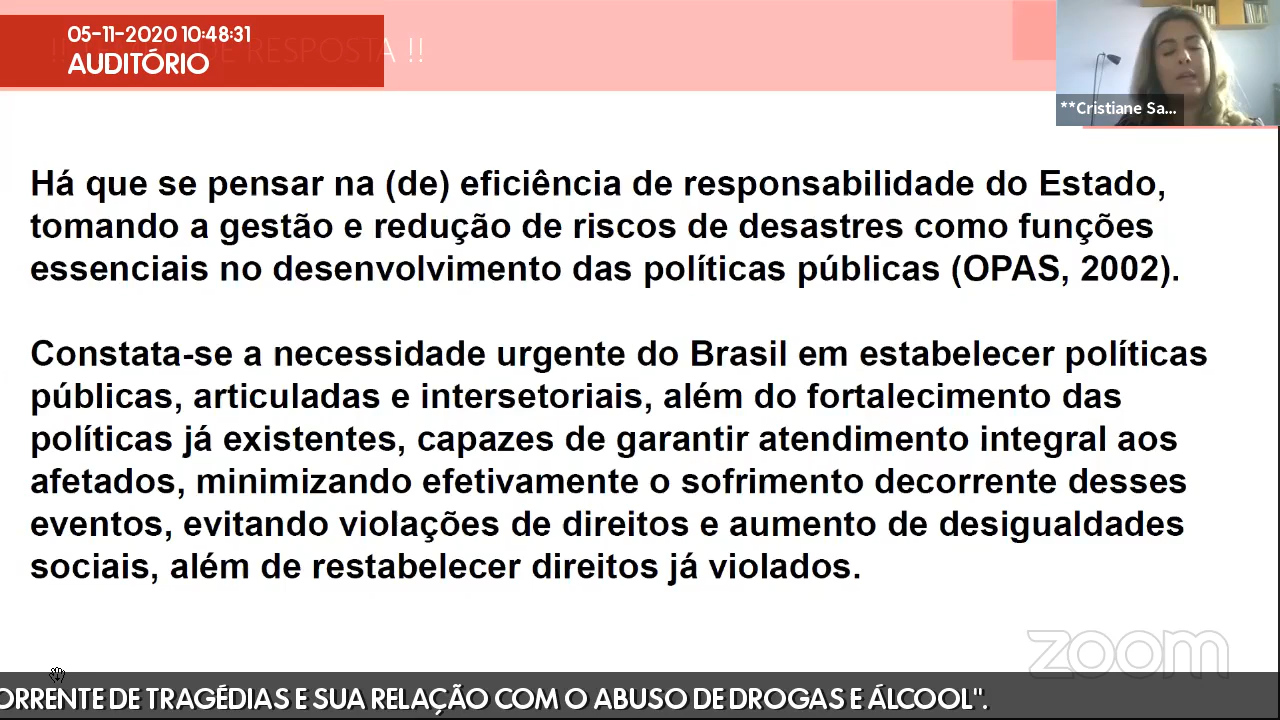 05-11-2020 10:48:31
RESPOSTA !!
AUDITÓRIO
**Cristiane Sa...
Há que se pensar na (de) eficiência de responsabilidade do Estado,
tomando a gestão e redução de riscos de desastres como funções
essenciais no desenvolvimento das políticas públicas (OPAS, 2002).
Constata-se a necessidade urgente do Brasil em estabelecer políticas
públicas, articuladas e intersetoriais, além do fortalecimento das
políticas já existentes, capazes de garantir atendimento integral aos
afetados, minimizando efetivamente o sofrimento decorrente desses
eventos, evitando violações de direitos e aumento de desigualdades
sociais, além de restabelecer direitos já violados.
zoom
ORRENTE DE TRAGÉDIAS E SUA RELAÇÃO COM O ABUSO DE DROGAS E ÁLCOOL".